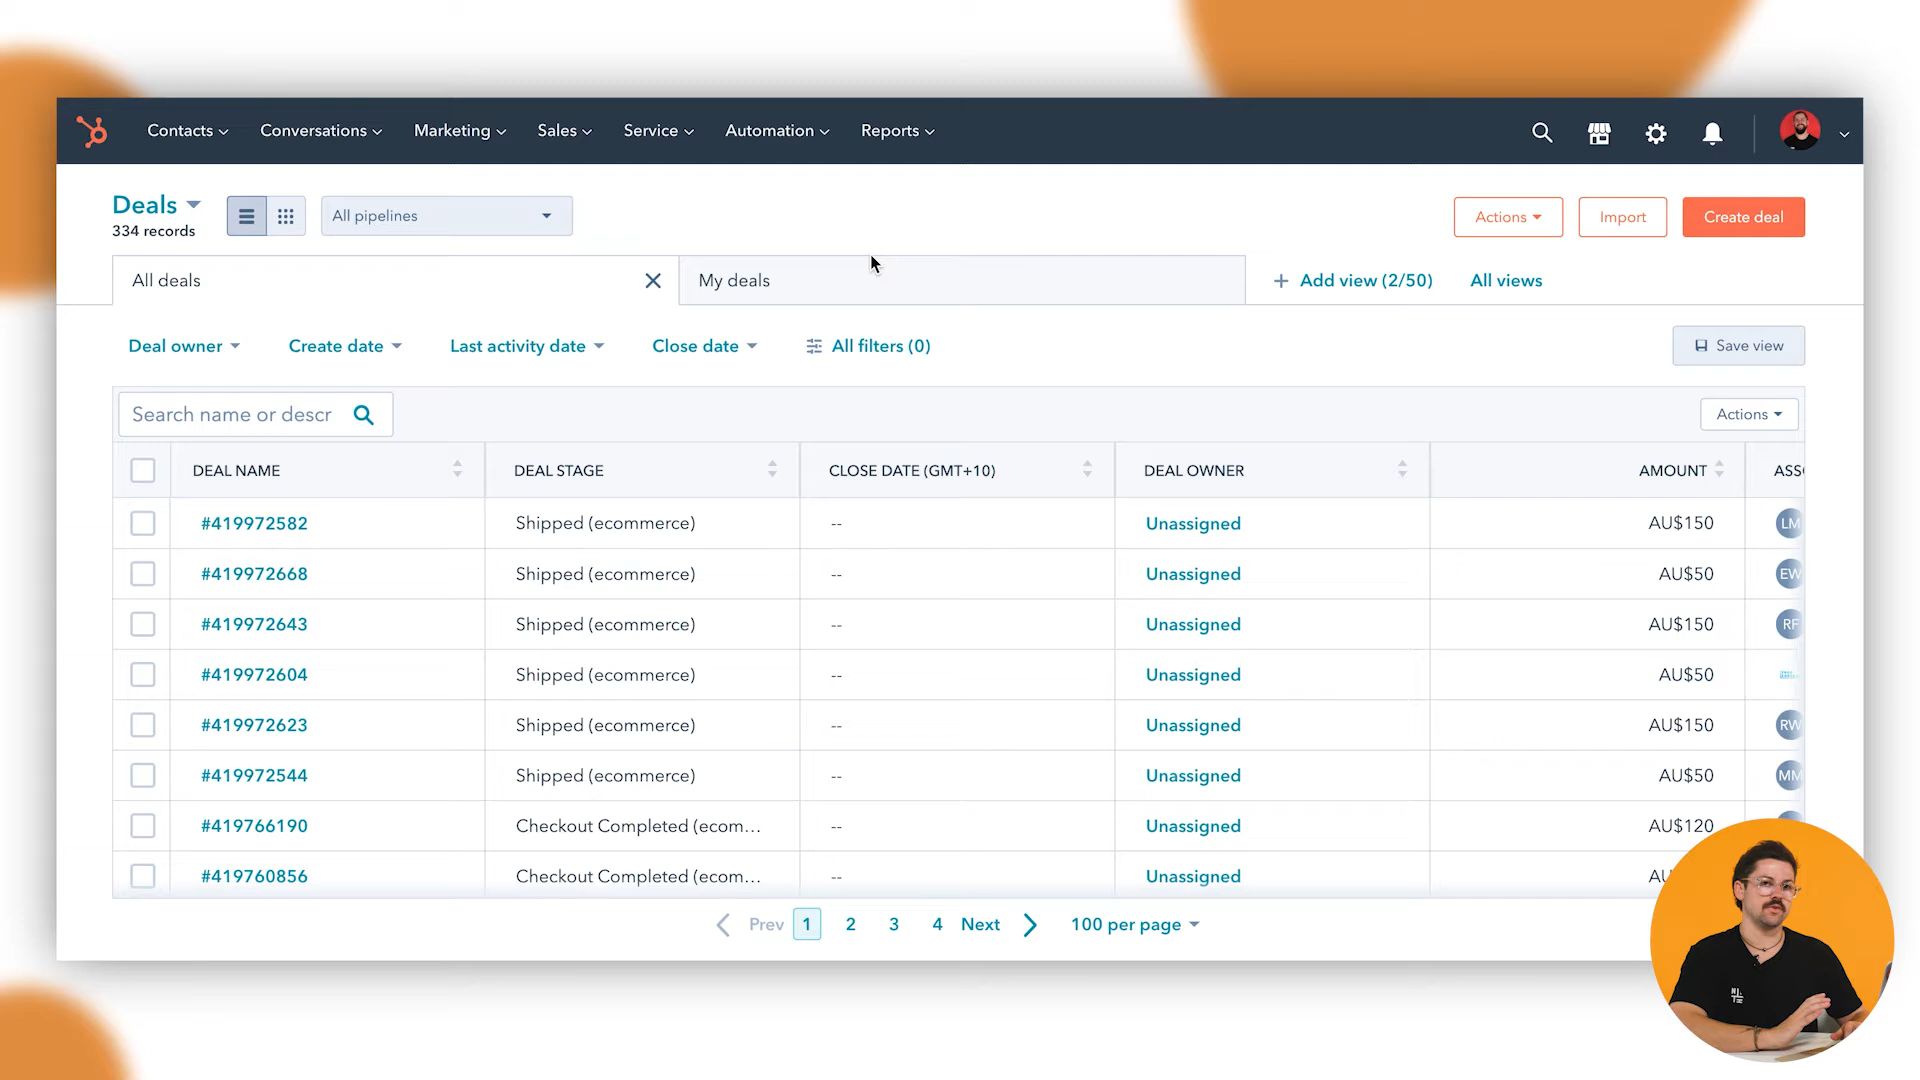 Contacts Conversations Marketing Sales Service Automation Reports
Deals
334 records
All pipelines
Actions Import Create deal
All deals My deals + Add view (2/50) All views
Deal owner Create date Last activity date Close date All filters (0) Save view
Search name or descr Actions
DEAL NAME DEAL STAGE CLOSE DATE (GMT+10) DEAL OWNER AMOUNT ASS
#419972582 Shipped (ecommerce) -- Unassigned AU$150 LM
#419972668 Shipped (ecommerce) -- Unassigned AU$50 EW
#419972643 Shipped (ecommerce) -- Unassigned AU$150 RF
#419972604 Shipped (ecommerce) -- Unassigned AU$50
#419972623 Shipped (ecommerce) -- Unassigned AU$150 RW
#419972544 Shipped (ecommerce) -- Unassigned AU$50 MM
#419766190 Checkout Completed (ecom... -- Unassigned AU$120
#419760856 Checkout Completed (ecom... -- Unassigned
Prev 1 2 3 4 Next 100 per page